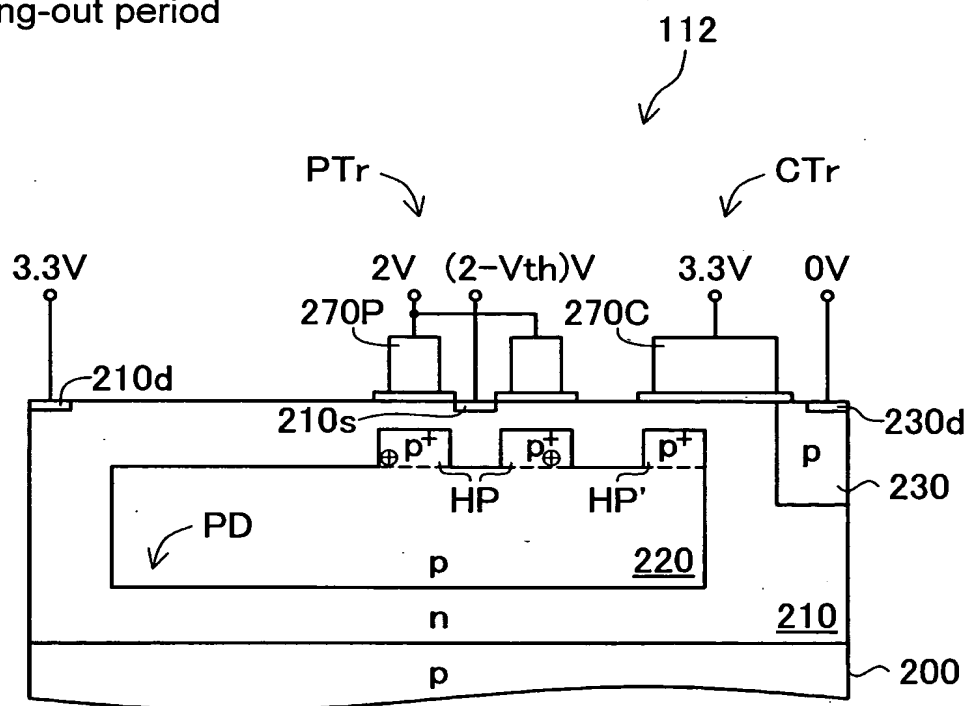 ng-out period
112
PTr
CTr
3.3V
2V
(2-Vth)V
3.3V
0V
270P
270C
210d
210s
230d
p+
p+
p+
p
230
HP
HP'
PD
p
220
n
210
p
200